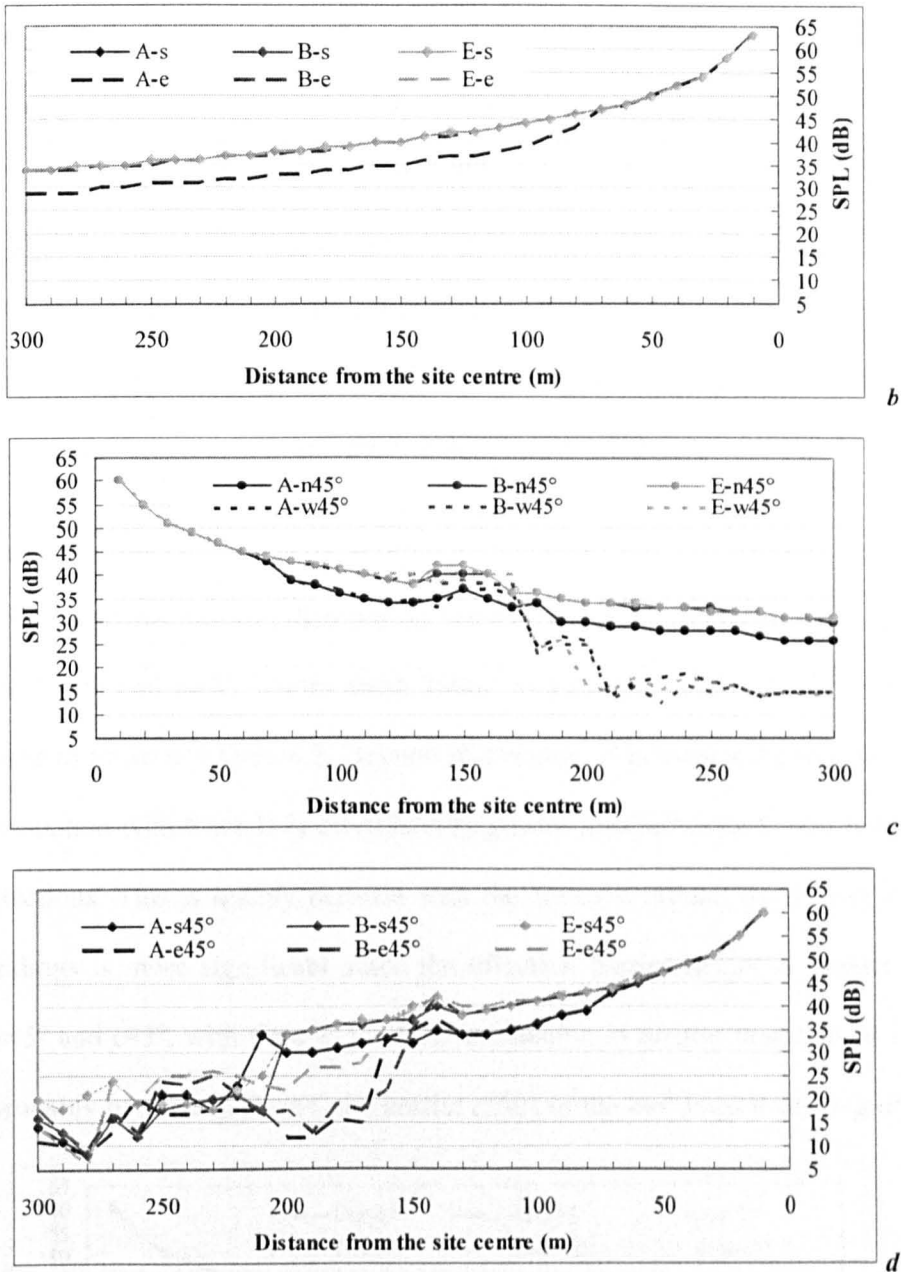 A-s B-s E-s
A-e B-e E-e
65
60
55
50
45
40
35
30
25
20
15
10
5
SPL (dB)
300 250 200 150 100 50 0
Distance from the site centre (m)
b
65
60
55
50
45
40
35
30
25
20
15
10
5
SPL (dB)
A-n45° B-n45° E-n45°
A-w45° B-w45° E-w45°
0 50 100 150 200 250 300
Distance from the site centre (m)
c
65
60
55
50
45
40
35
30
25
20
15
10
5
SPL (dB)
A-s45° B-s45° E-s45°
A-e45° B-e45° E-e45°
300 250 200 150 100 50 0
Distance from the site centre (m)
d